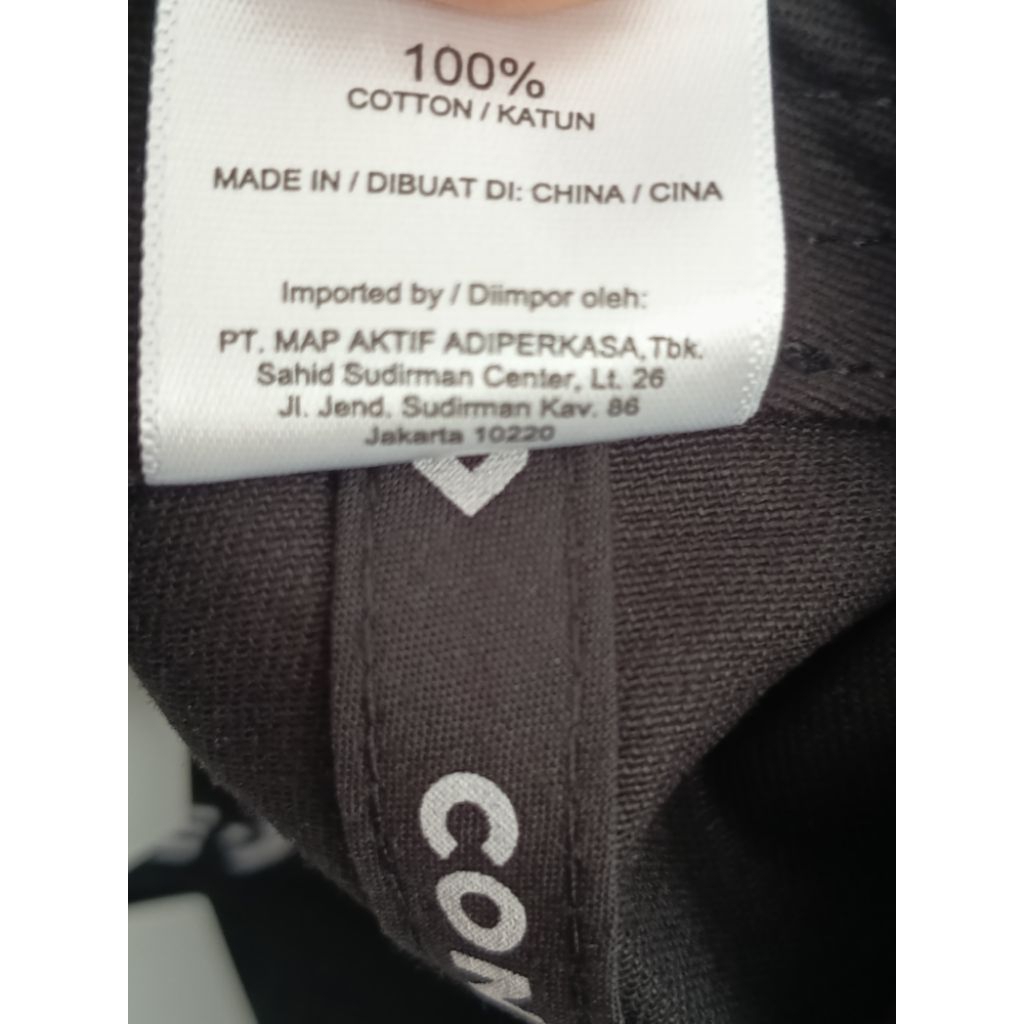 100%
COTTON / KATUN
MADE IN / DIBUAT DI: CHINA / CINA
Imported by / Diimpor oleh:
PT. MAP AKTIF ADIPERKASA,Tbk.
Sahid Sudirman Center, Lt. 26
Jl. Jend. Sudirman Kav. 86
Jakarta 10220
CON